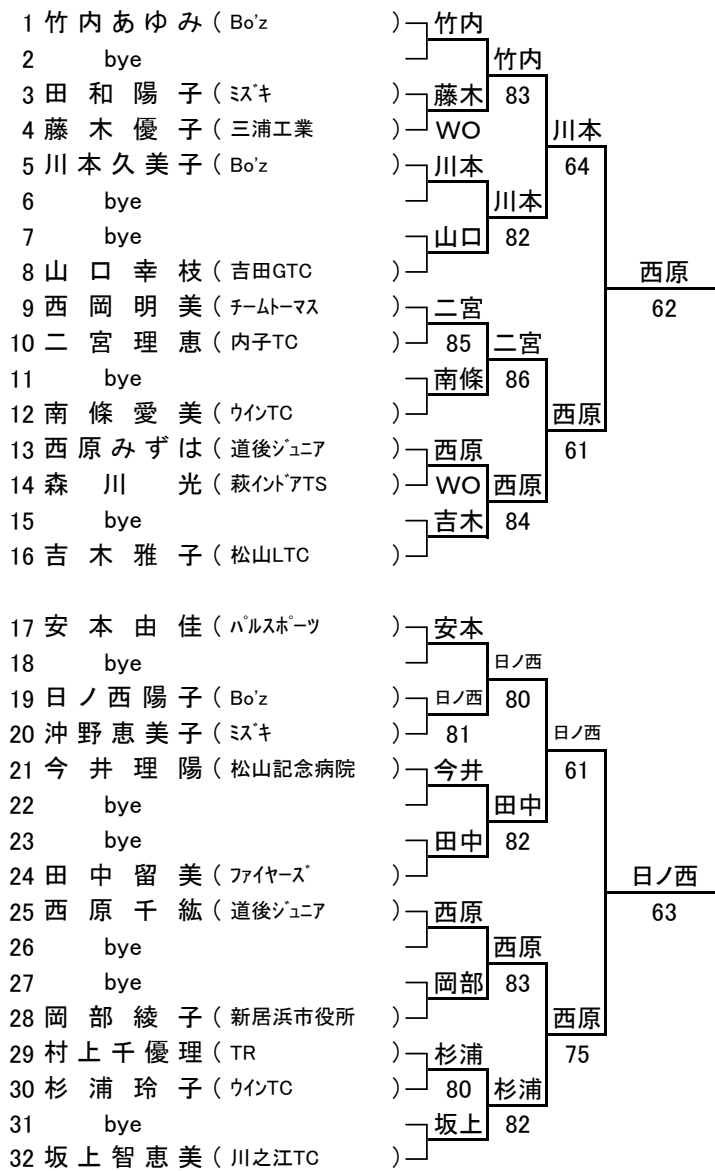 1 竹内あゆみ ( Bo'z ) 竹内
2 bye 竹内
3 田和陽子 ( ミズキ ) 藤木 83
4 藤木優子 ( 三浦工業 ) WO 川本
5 川本久美子 ( Bo'z ) 川本 64
6 bye 川本
7 bye 山口 82
8 山口幸枝 ( 吉田GTC ) 西原
9 西岡明美 ( チームトーマス ) 二宮 62
10 二宮理恵 ( 内子TC ) 85 二宮
11 bye 南條 86
12 南條愛美 ( ウインTC ) 西原
13 西原みずは ( 道後ジュニア ) 西原 61
14 森川光 ( 萩インドアTS ) WO 西原
15 bye 吉木 84
16 吉木雅子 ( 松山LTC )
17 安本由佳 ( パルスポーツ ) 安本
18 bye 日ノ西
19 日ノ西陽子 ( Bo'z ) 日ノ西 80
20 沖野恵美子 ( ミズキ ) 81 日ノ西
21 今井理陽 ( 松山記念病院 ) 今井 61
22 bye 田中
23 bye 田中 82
24 田中留美 ( ファイヤーズ ) 日ノ西
25 西原千紘 ( 道後ジュニア ) 西原 63
26 bye 西原
27 bye 岡部 83
28 岡部綾子 ( 新居浜市役所 ) 西原
29 村上千優理 ( TR ) 杉浦 75
30 杉浦玲子 ( ウインTC ) 80 杉浦
31 bye 坂上 82
32 坂上智恵美 ( 川之江TC )